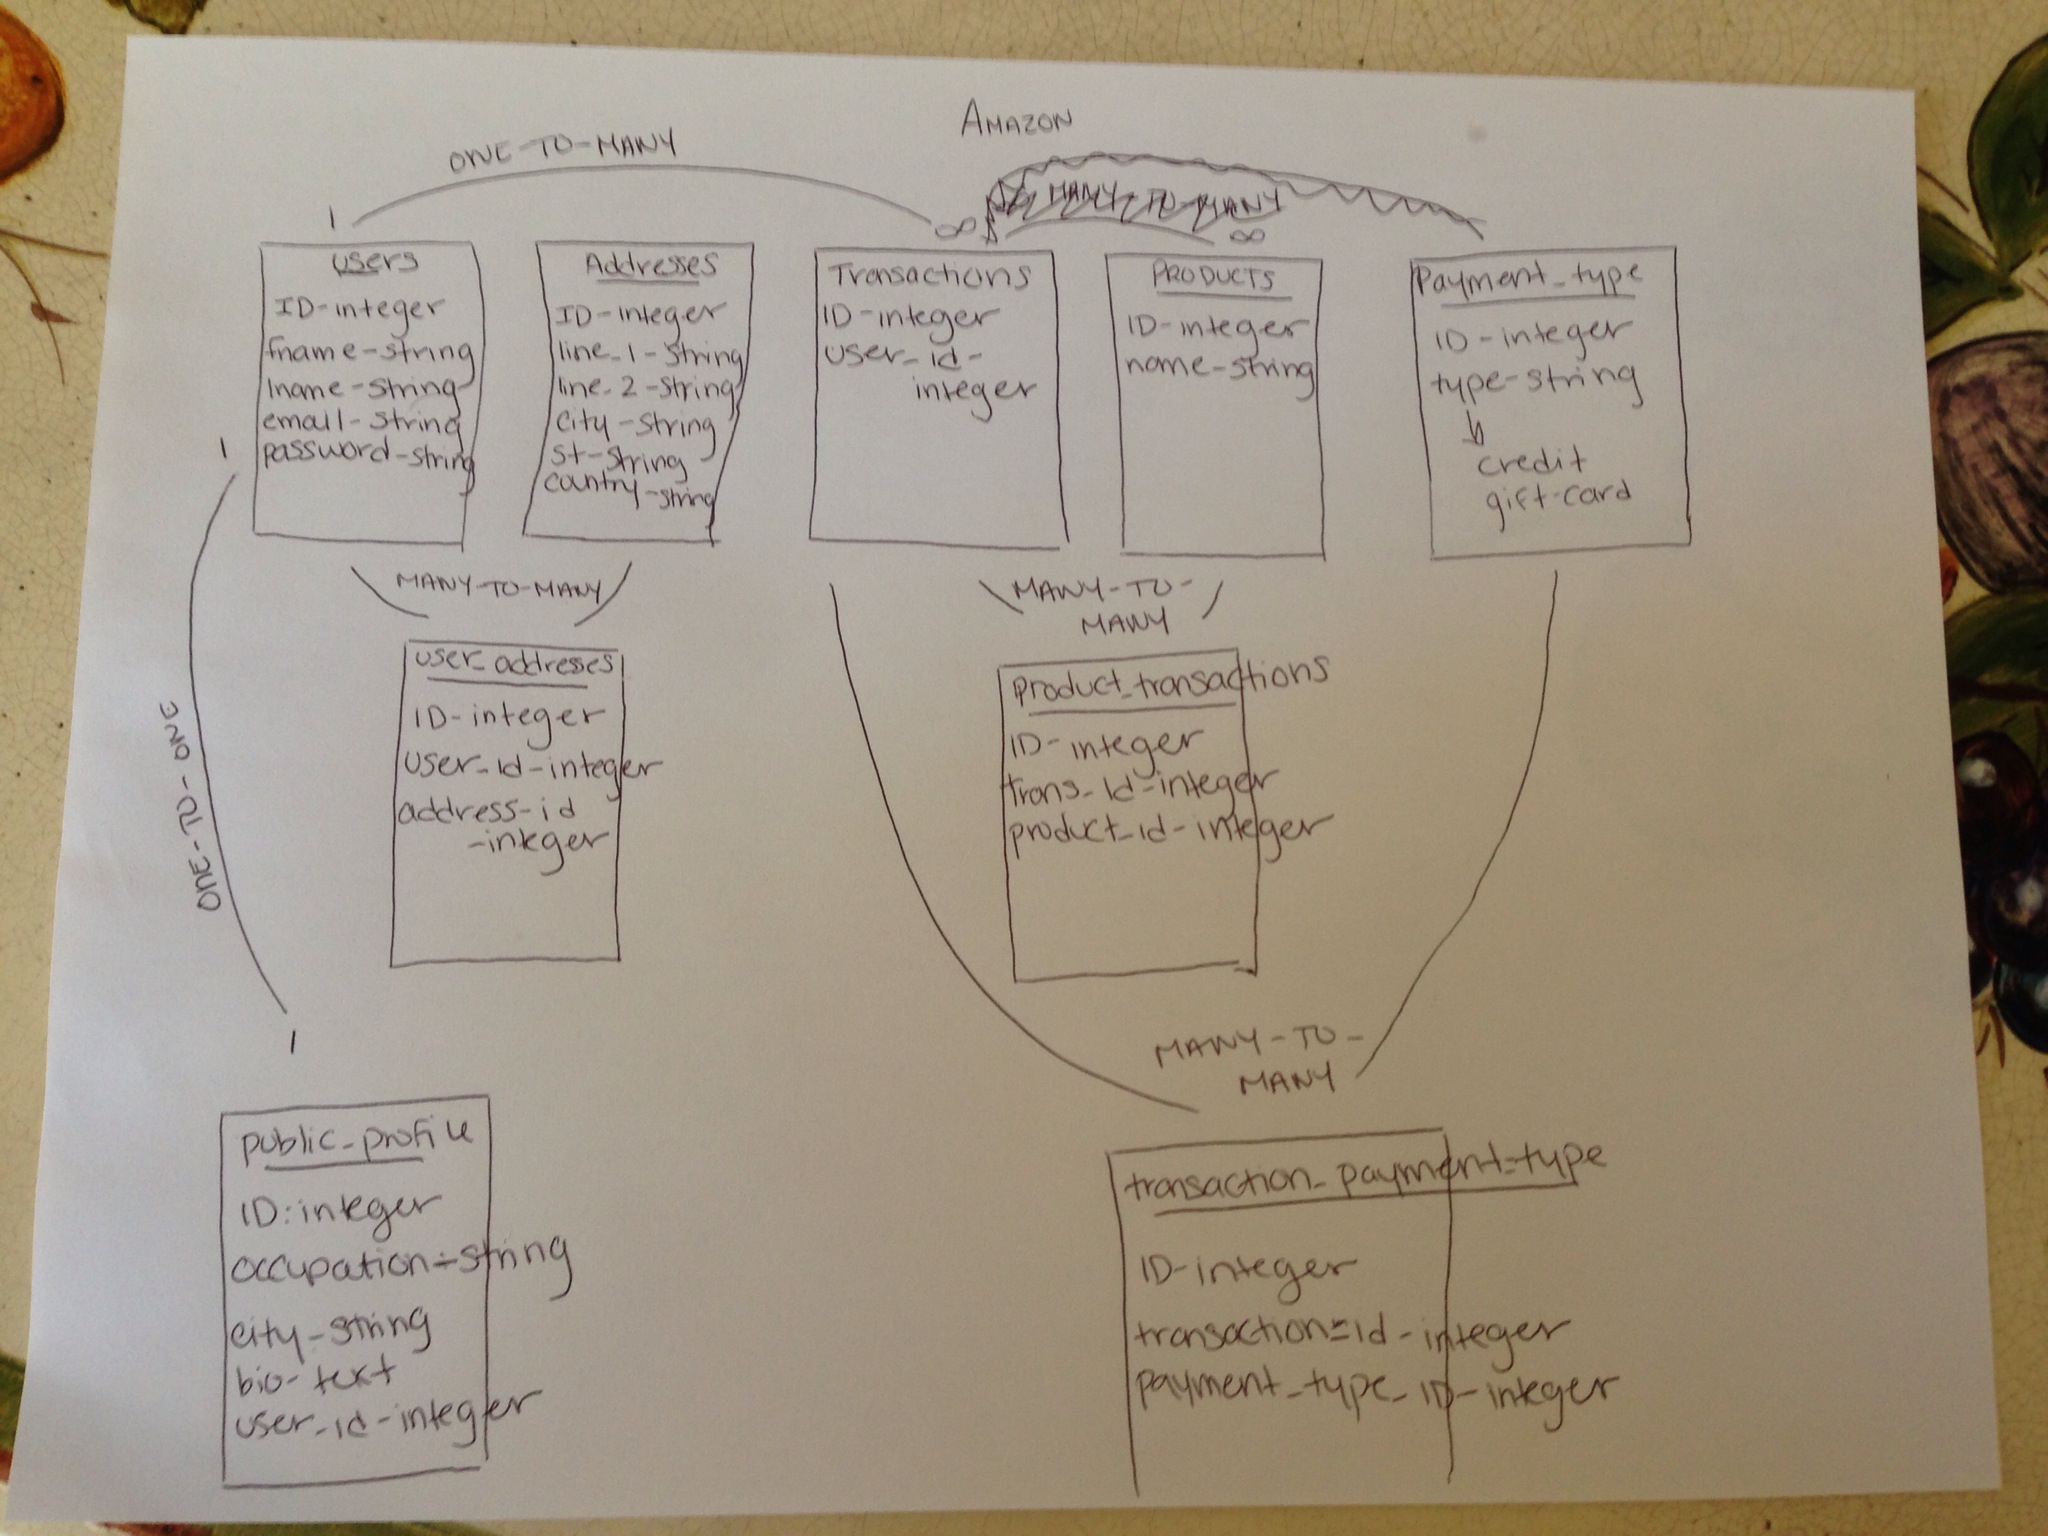 AMAZON
ONE-TO-MANY
MANY-TO-MANY
1
∞
∞
Users
ID-integer
fname-string
lname-string
email-string
password-string
Addresses
ID-integer
line_1-string
line_2-string
city-string
st-string
country-string
Transactions
ID-integer
user_id-
integer
PRODUCTS
ID-integer
name-string
Payment_type
ID-integer
type-string
credit
gift-card
1
MANY-TO-MANY
MANY-TO-
MANY
user_addresses
ID-integer
user_id-integer
address-id
-integer
product_transactions
ID-integer
trans_id-integer
product_id-integer
ONE-TO-ONE
1
MANY-TO-
MANY
public_profile
ID:integer
occupation-string
city-string
bio-text
user_id-integer
transaction_payment_type
ID-integer
transaction_id-integer
payment_type_ID-integer